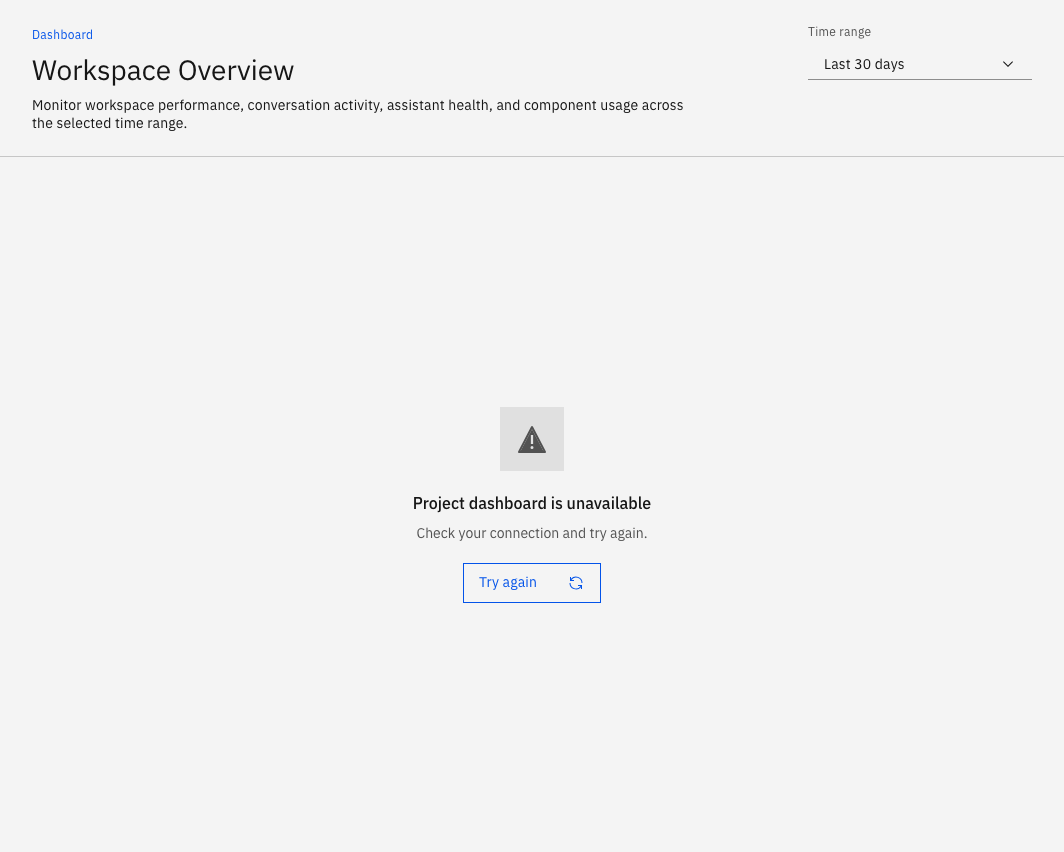 Dashboard
Workspace Overview
Monitor workspace performance, conversation activity, assistant health, and component usage across
the selected time range.
Time range
Last 30 days
Project dashboard is unavailable
Check your connection and try again.
Try again